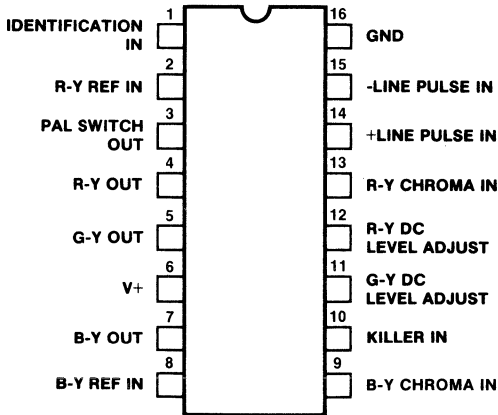 IDENTIFICATION
IN
1
16
GND
R-Y REF IN
2
15
-LINE PULSE IN
PAL SWITCH
OUT
3
14
+LINE PULSE IN
R-Y OUT
4
13
R-Y CHROMA IN
G-Y OUT
5
12
R-Y DC
LEVEL ADJUST
V+
6
11
G-Y DC
LEVEL ADJUST
B-Y OUT
7
10
KILLER IN
B-Y REF IN
8
9
B-Y CHROMA IN